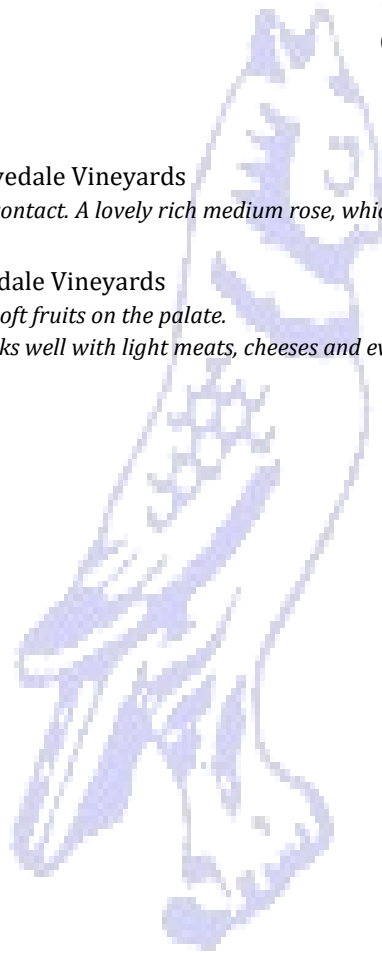 vedale Vineyards
contact. A lovely rich medium rose, whic
dale Vineyards
oft fruits on the palate.
ks well with light meats, cheeses and ev